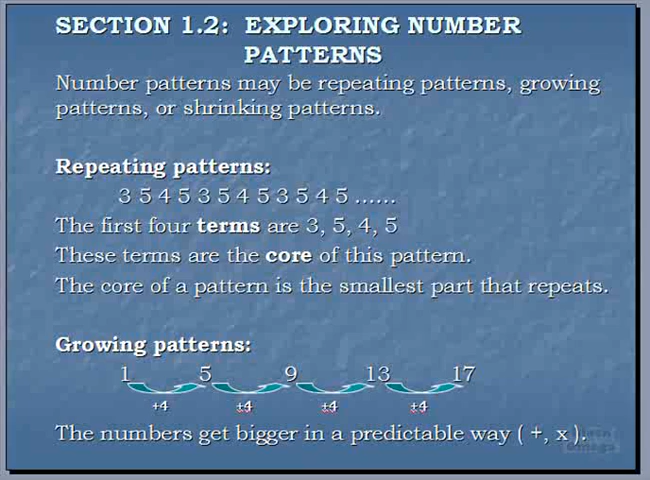 SECTION 1.2: EXPLORING NUMBER
PATTERNS
Number patterns may be repeating patterns, growing
patterns, or shrinking patterns.
Repeating patterns:
3 5 4 5 3 5 4 5 3 5 4 5 ......
The first four terms are 3, 5, 4, 5
These terms are the core of this pattern.
The core of a pattern is the smallest part that repeats.
Growing patterns:
1 5 9 13 17
+4 +4 +4 +4
The numbers get bigger in a predictable way ( +, x ).